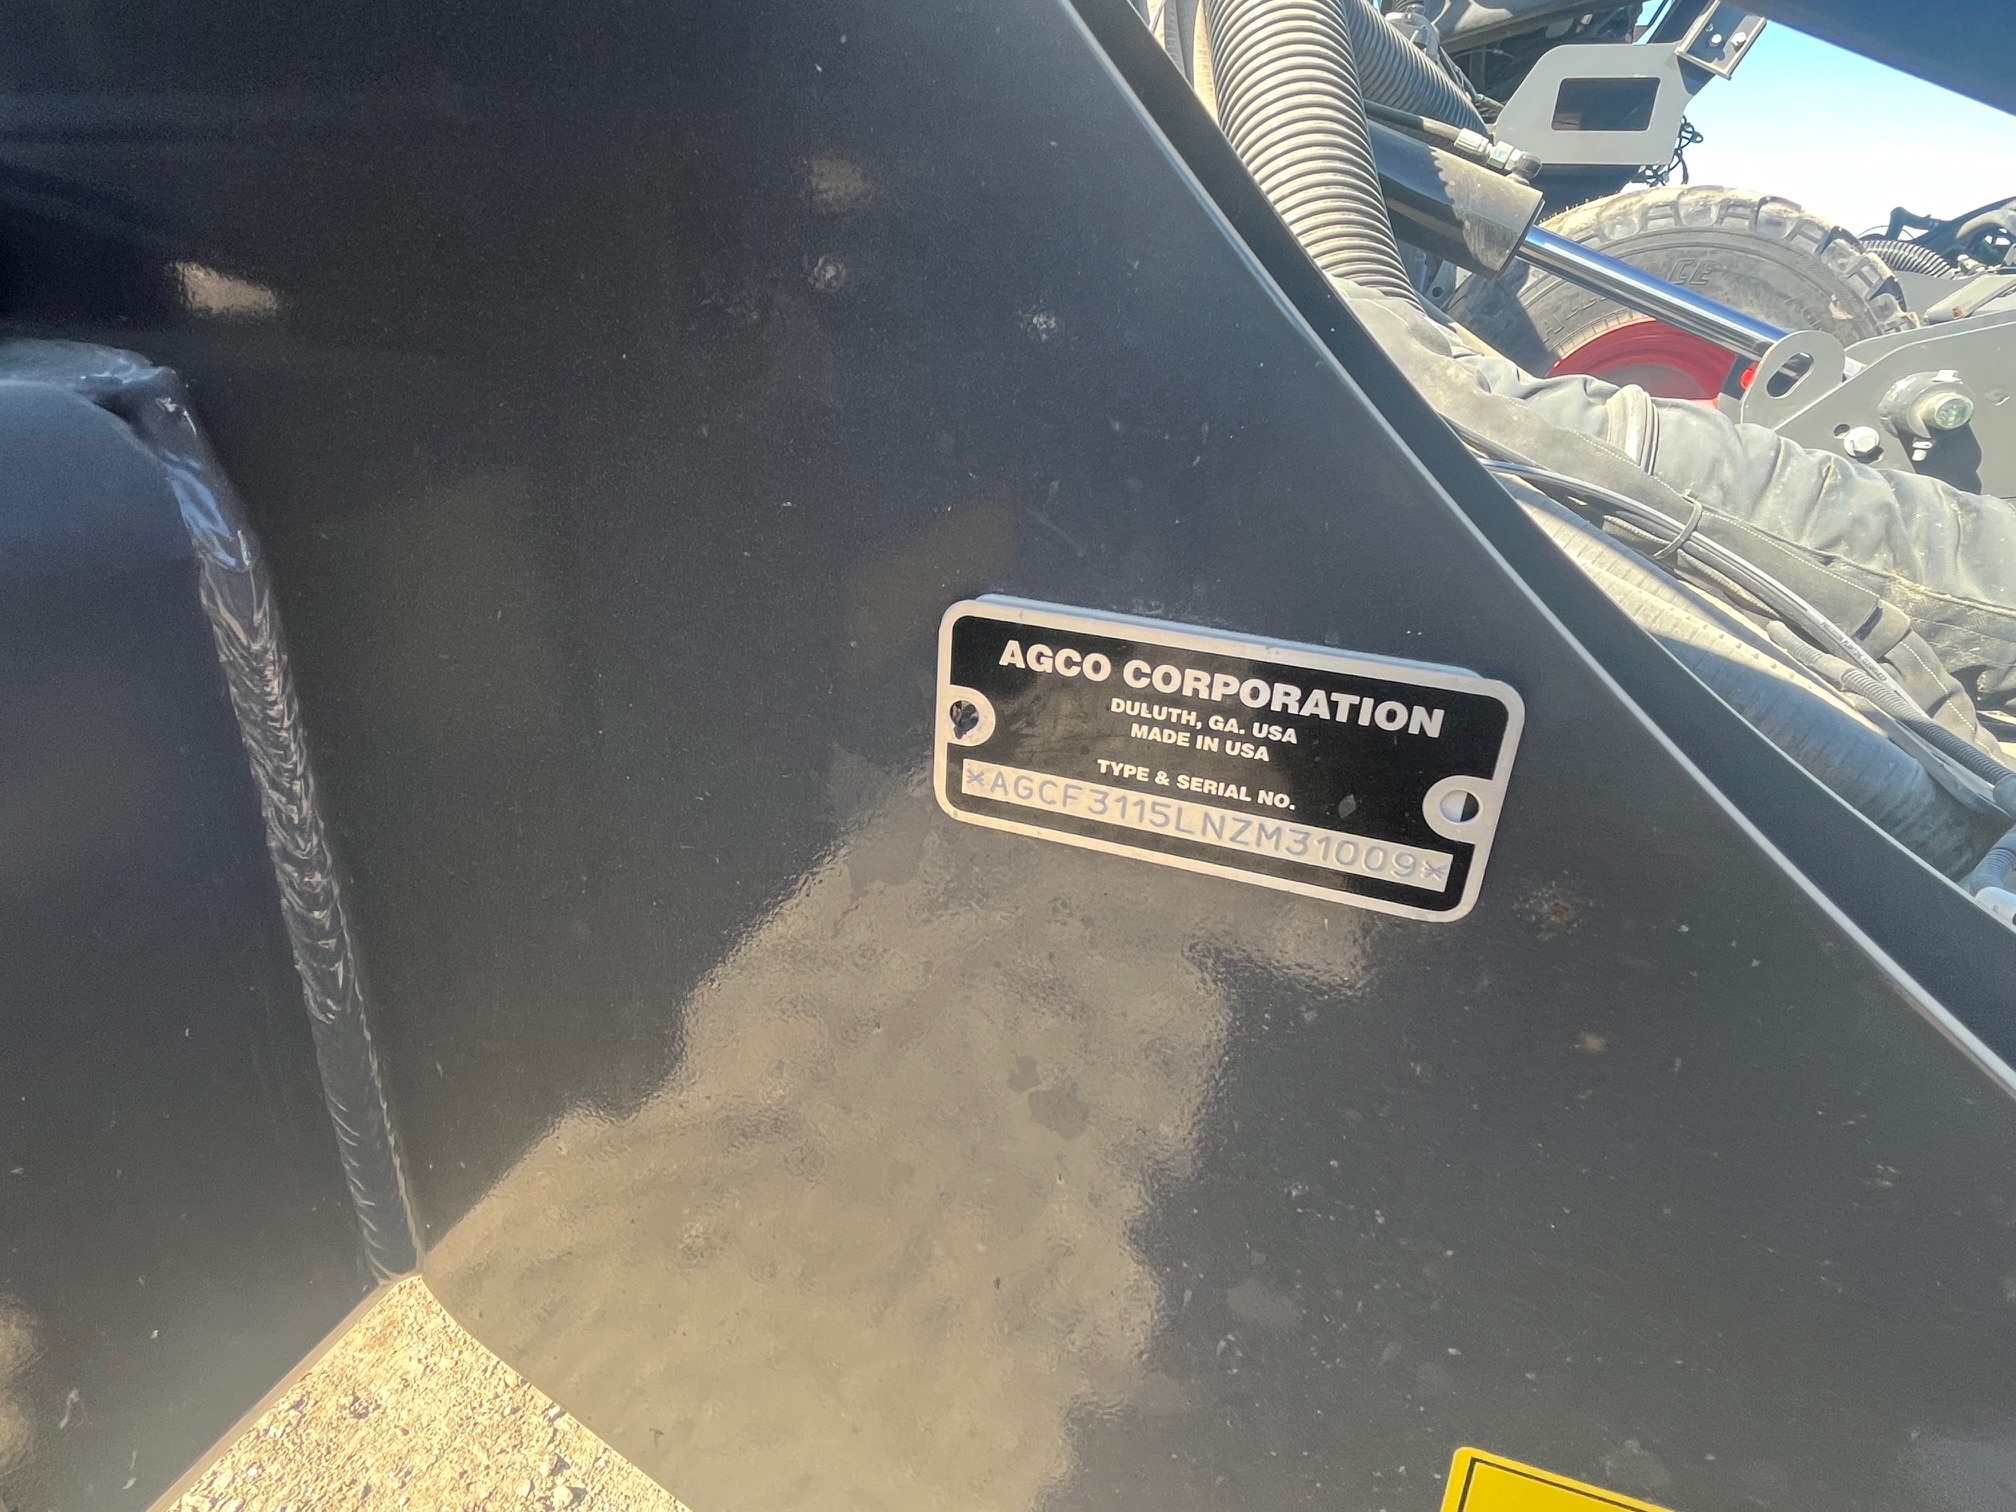 AGCO CORPORATION
DULUTH, GA. USA
MADE IN USA
TYPE & SERIAL NO.
*AGCF3115LNZM31009*